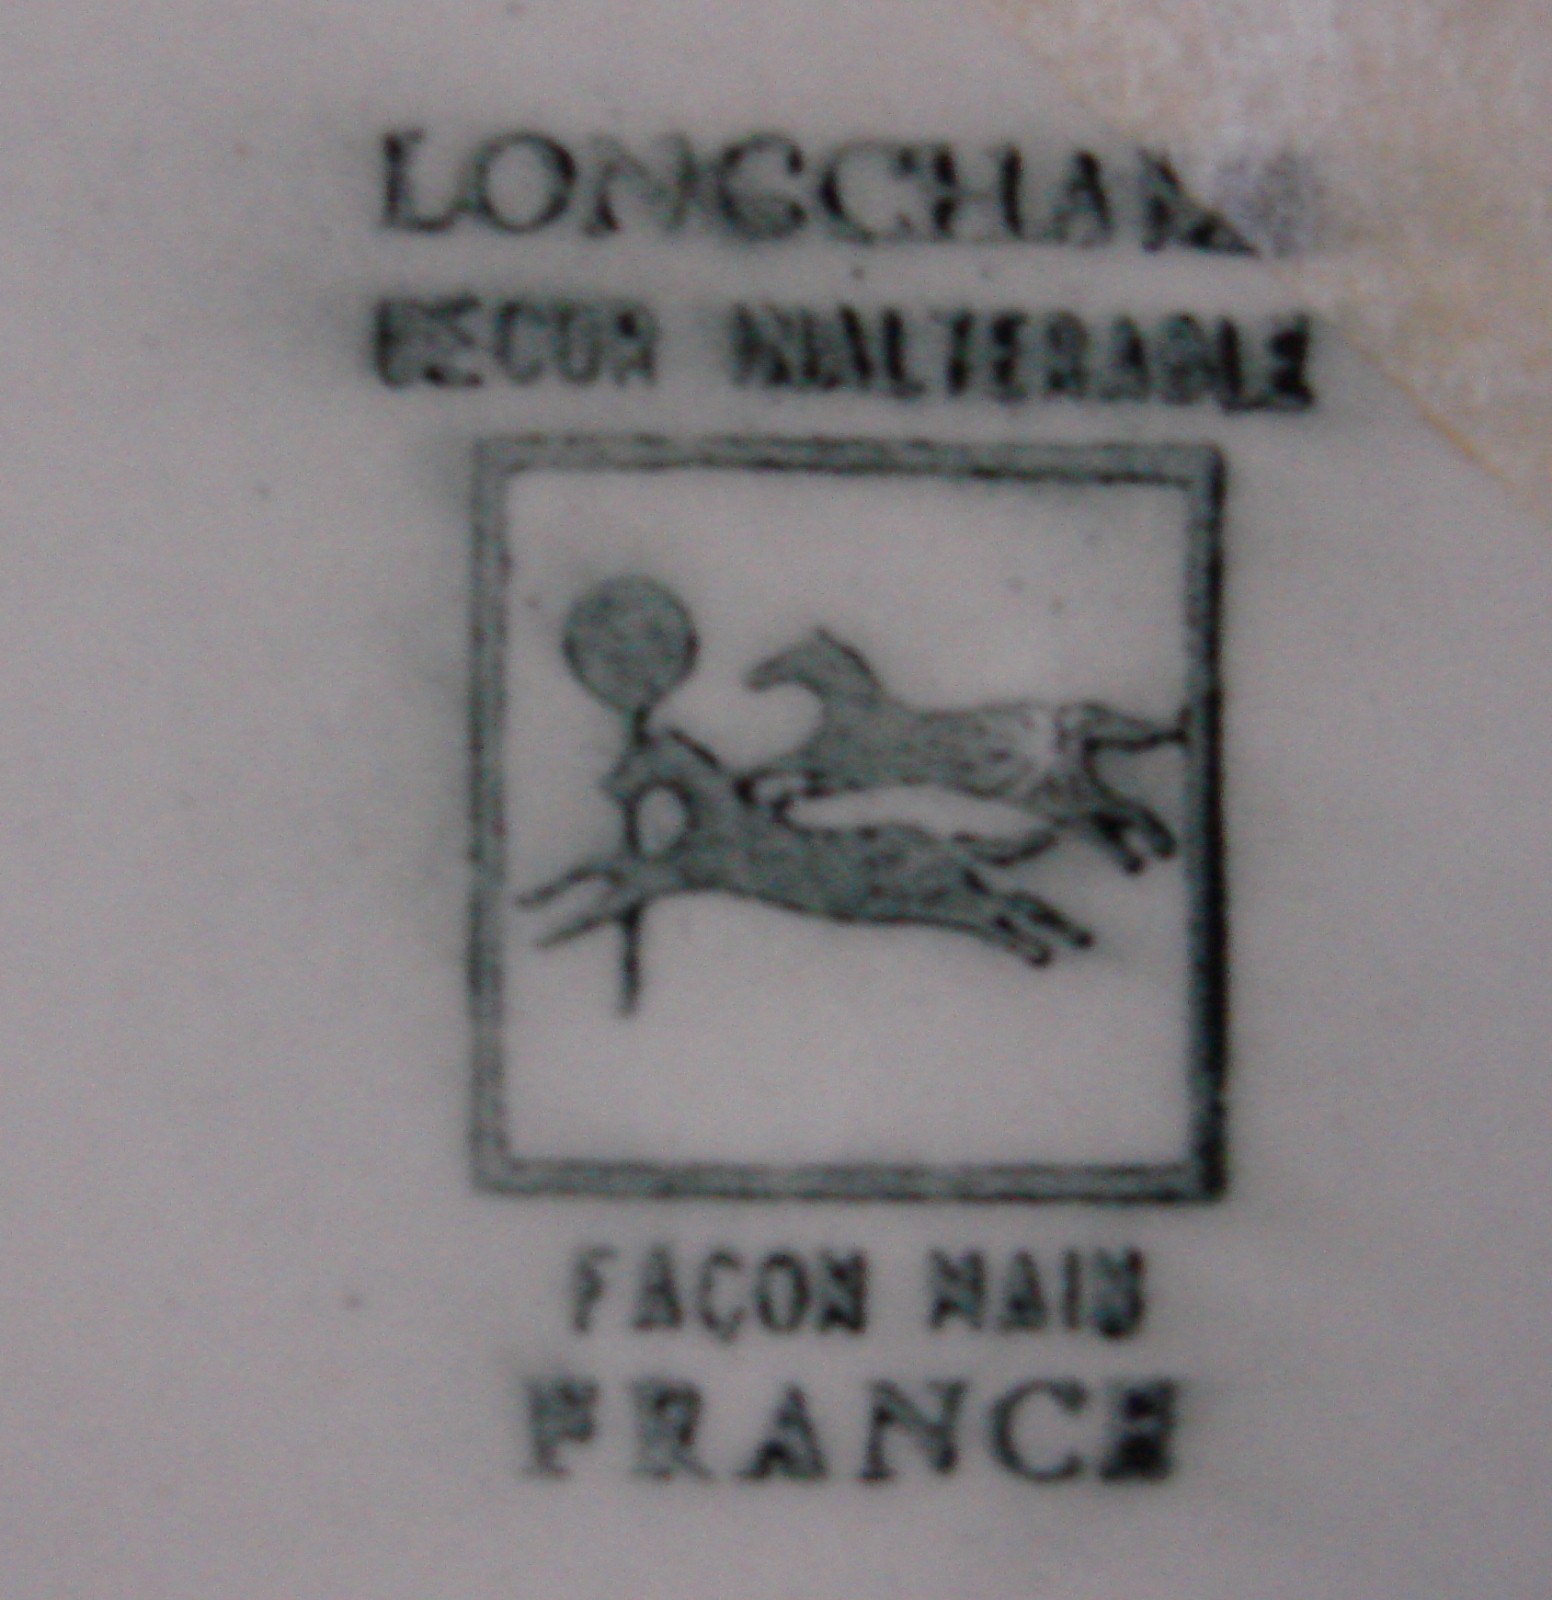 LONGCHAMP
DECOR INALTERABLE
FAÇON MAIN
FRANCE